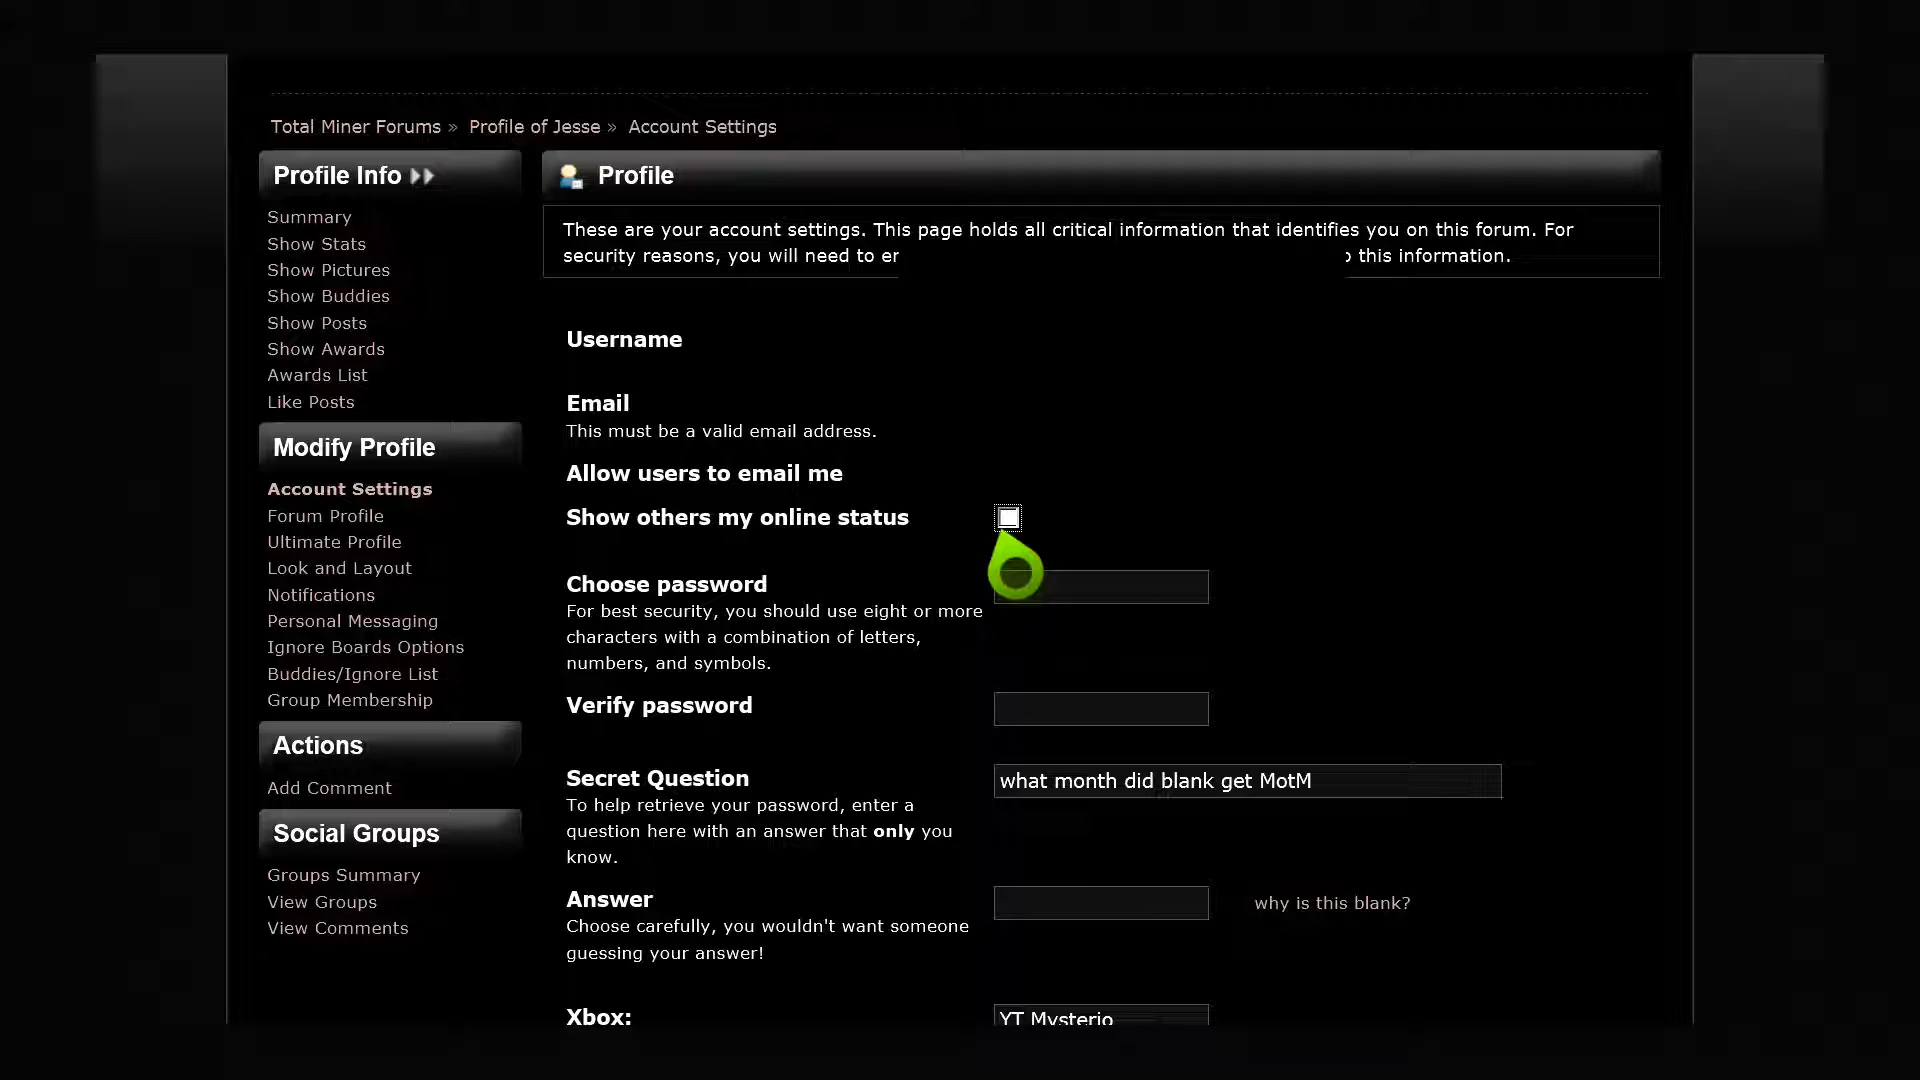 Total Miner Forums » Profile of Jesse » Account Settings
Profile Info
Summary
Show Stats
Show Pictures
Show Buddies
Show Posts
Show Awards
Awards List
Like Posts
Modify Profile
Account Settings
Forum Profile
Ultimate Profile
Look and Layout
Notifications
Personal Messaging
Ignore Boards Options
Buddies/Ignore List
Group Membership
Actions
Add Comment
Social Groups
Groups Summary
View Groups
View Comments
Profile
These are your account settings. This page holds all critical information that identifies you on this forum. For
security reasons, you will need to this information.
Username
Email
This must be a valid email address.
Allow users to email me
Show others my online status
Choose password
For best security, you should use eight or more
characters with a combination of letters,
numbers, and symbols.
Verify password
Secret Question
To help retrieve your password, enter a
question here with an answer that only you
know.
what month did blank get MotM
Answer
Choose carefully, you wouldn't want someone
guessing your answer!
why is this blank?
Xbox:
YT Mysterio